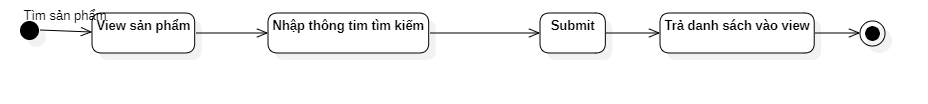 Tìm sản phẩm
View sản phẩm
Nhập thông tim tìm kiếm
Submit
Trả danh sách vào view